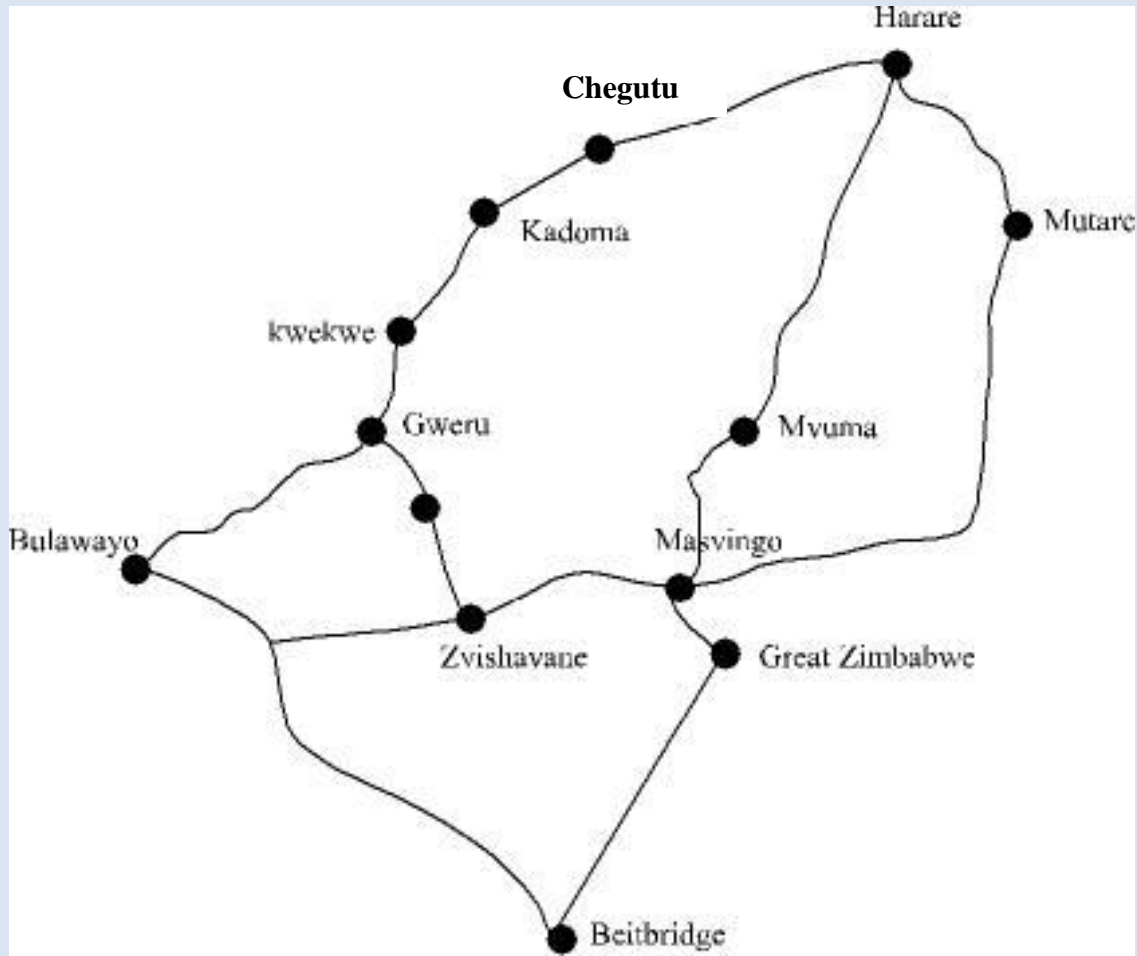 Harare
Chegutu
Kadoma
Mutare
kwekwe
Gweru
Mvuma
Bulawayo
Masvingo
Zvishavane
Great Zimbabwe
Beitbridge